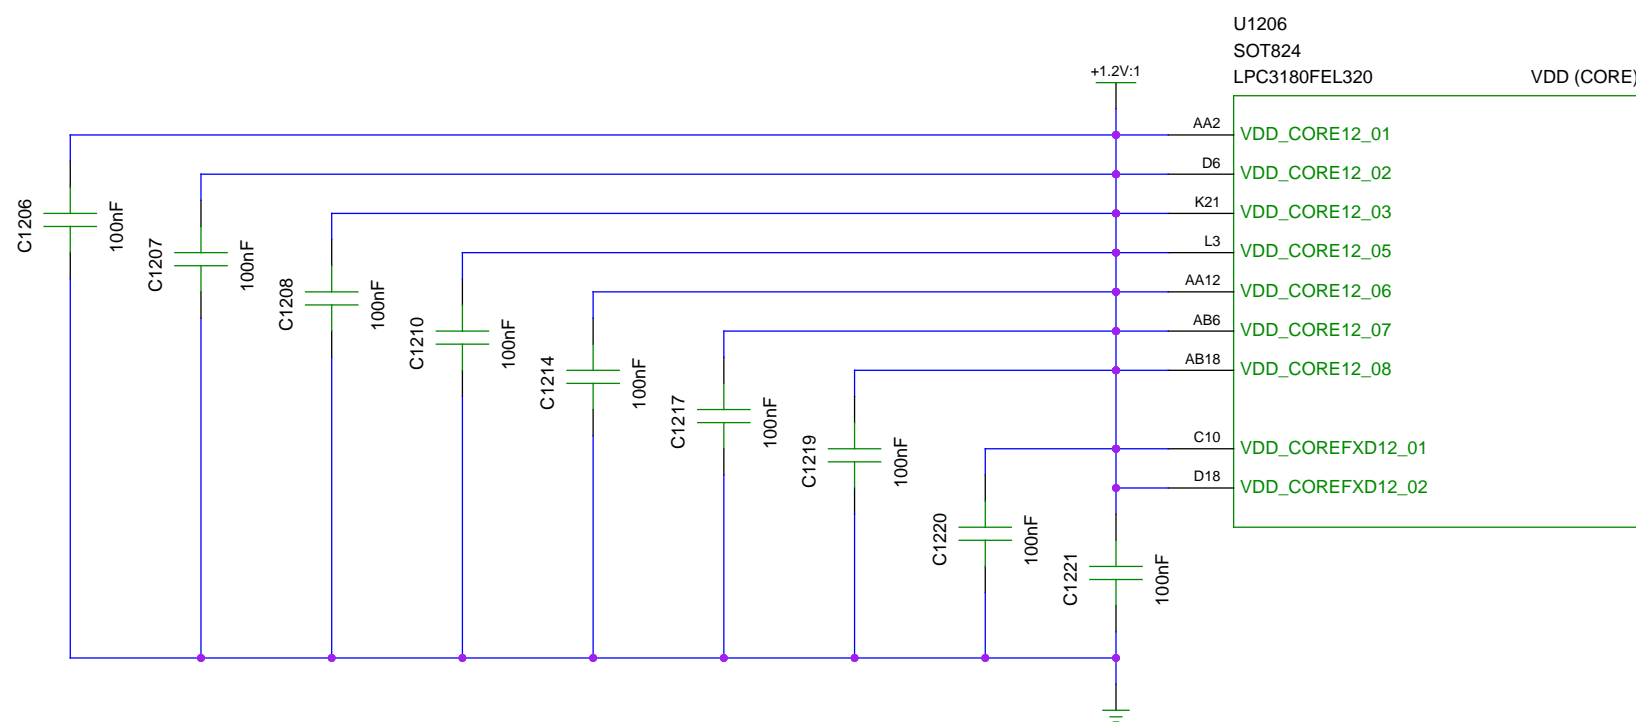 U1206
SOT824
LPC3180FEL320 VDD (CORE)
+1.2V:1
AA2 VDD_CORE12_01
D6 VDD_CORE12_02
K21 VDD_CORE12_03
L3 VDD_CORE12_05
AA12 VDD_CORE12_06
AB6 VDD_CORE12_07
AB18 VDD_CORE12_08
C10 VDD_COREFXD12_01
D18 VDD_COREFXD12_02
C1206 100nF
C1207 100nF
C1208 100nF
C1210 100nF
C1214 100nF
C1217 100nF
C1219 100nF
C1220 100nF
C1221 100nF